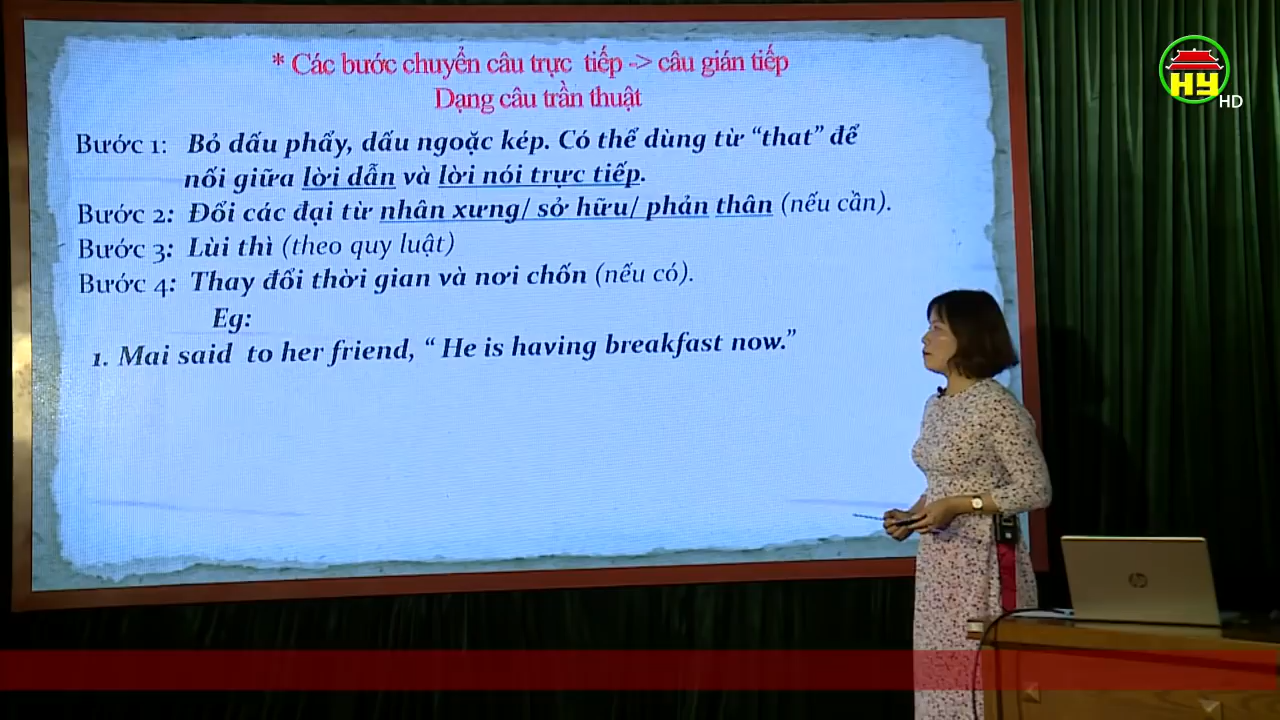 * Các bước chuyển câu trực tiếp -> câu gián tiếp
Dạng câu trần thuật
Bước 1: Bỏ dấu phẩy, dấu ngoặc kép. Có thể dùng từ “that” để
nối giữa lời dẫn và lời nói trực tiếp.
Bước 2: Đổi các đại từ nhân xưng/ sở hữu/ phản thân (nếu cần).
Bước 3: Lùi thì (theo quy luật)
Bước 4: Thay đổi thời gian và nơi chốn (nếu có).
Eg:
1. Mai said to her friend, “ He is having breakfast now.”
HY
HD
hp